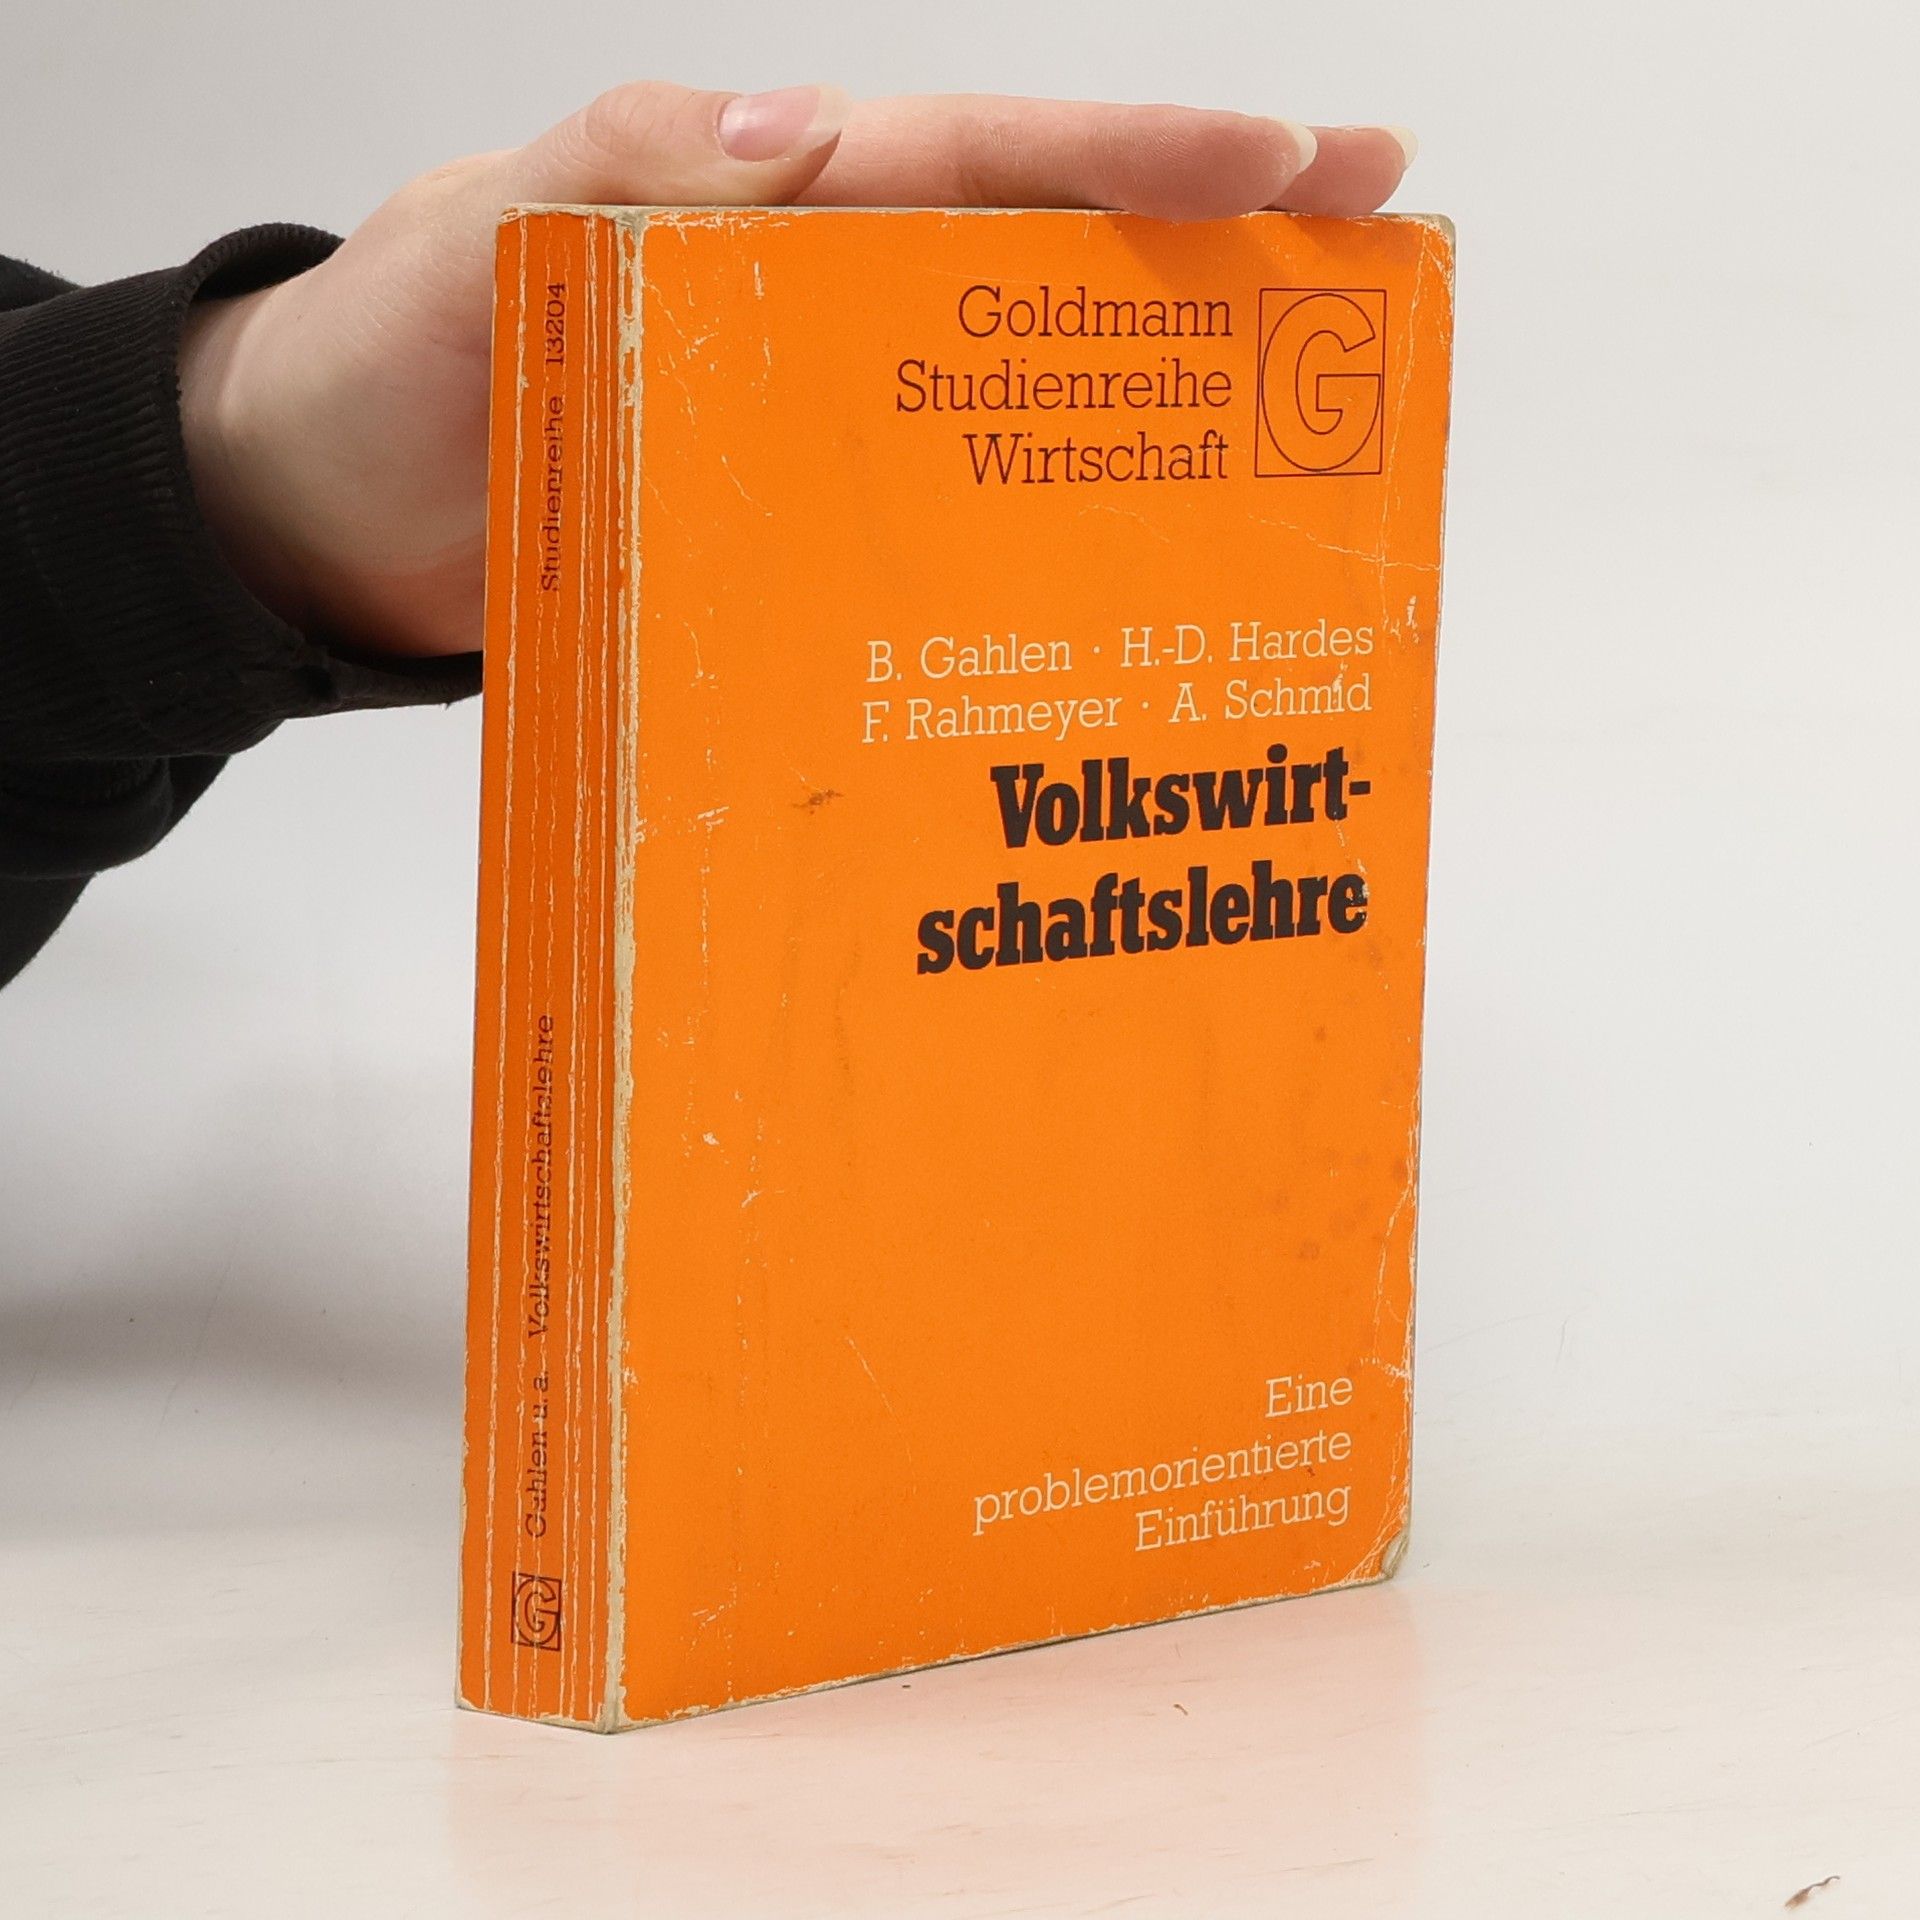 Goldmann
Studienreihe
Wirtschaft
G
B. Gahlen · H.-D. Hardes
F. Rahmeyer · A. Schmid
Volkswirt-
schaftslehre
Eine
problemorientierte
Einführung
Studienreihe 13204
Gahlen u. a. Volkswirtschaftslehre
G